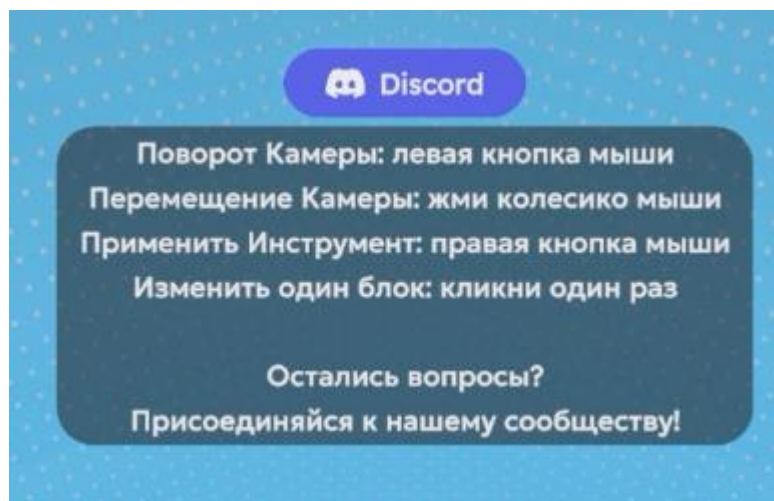 Discord
Поворот Камеры: левая кнопка мыши
Перемещение Камеры: жми колесико мыши
Применить Инструмент: правая кнопка мыши
Изменить один блок: кликни один раз
Остались вопросы?
Присоединяйся к нашему сообществу!